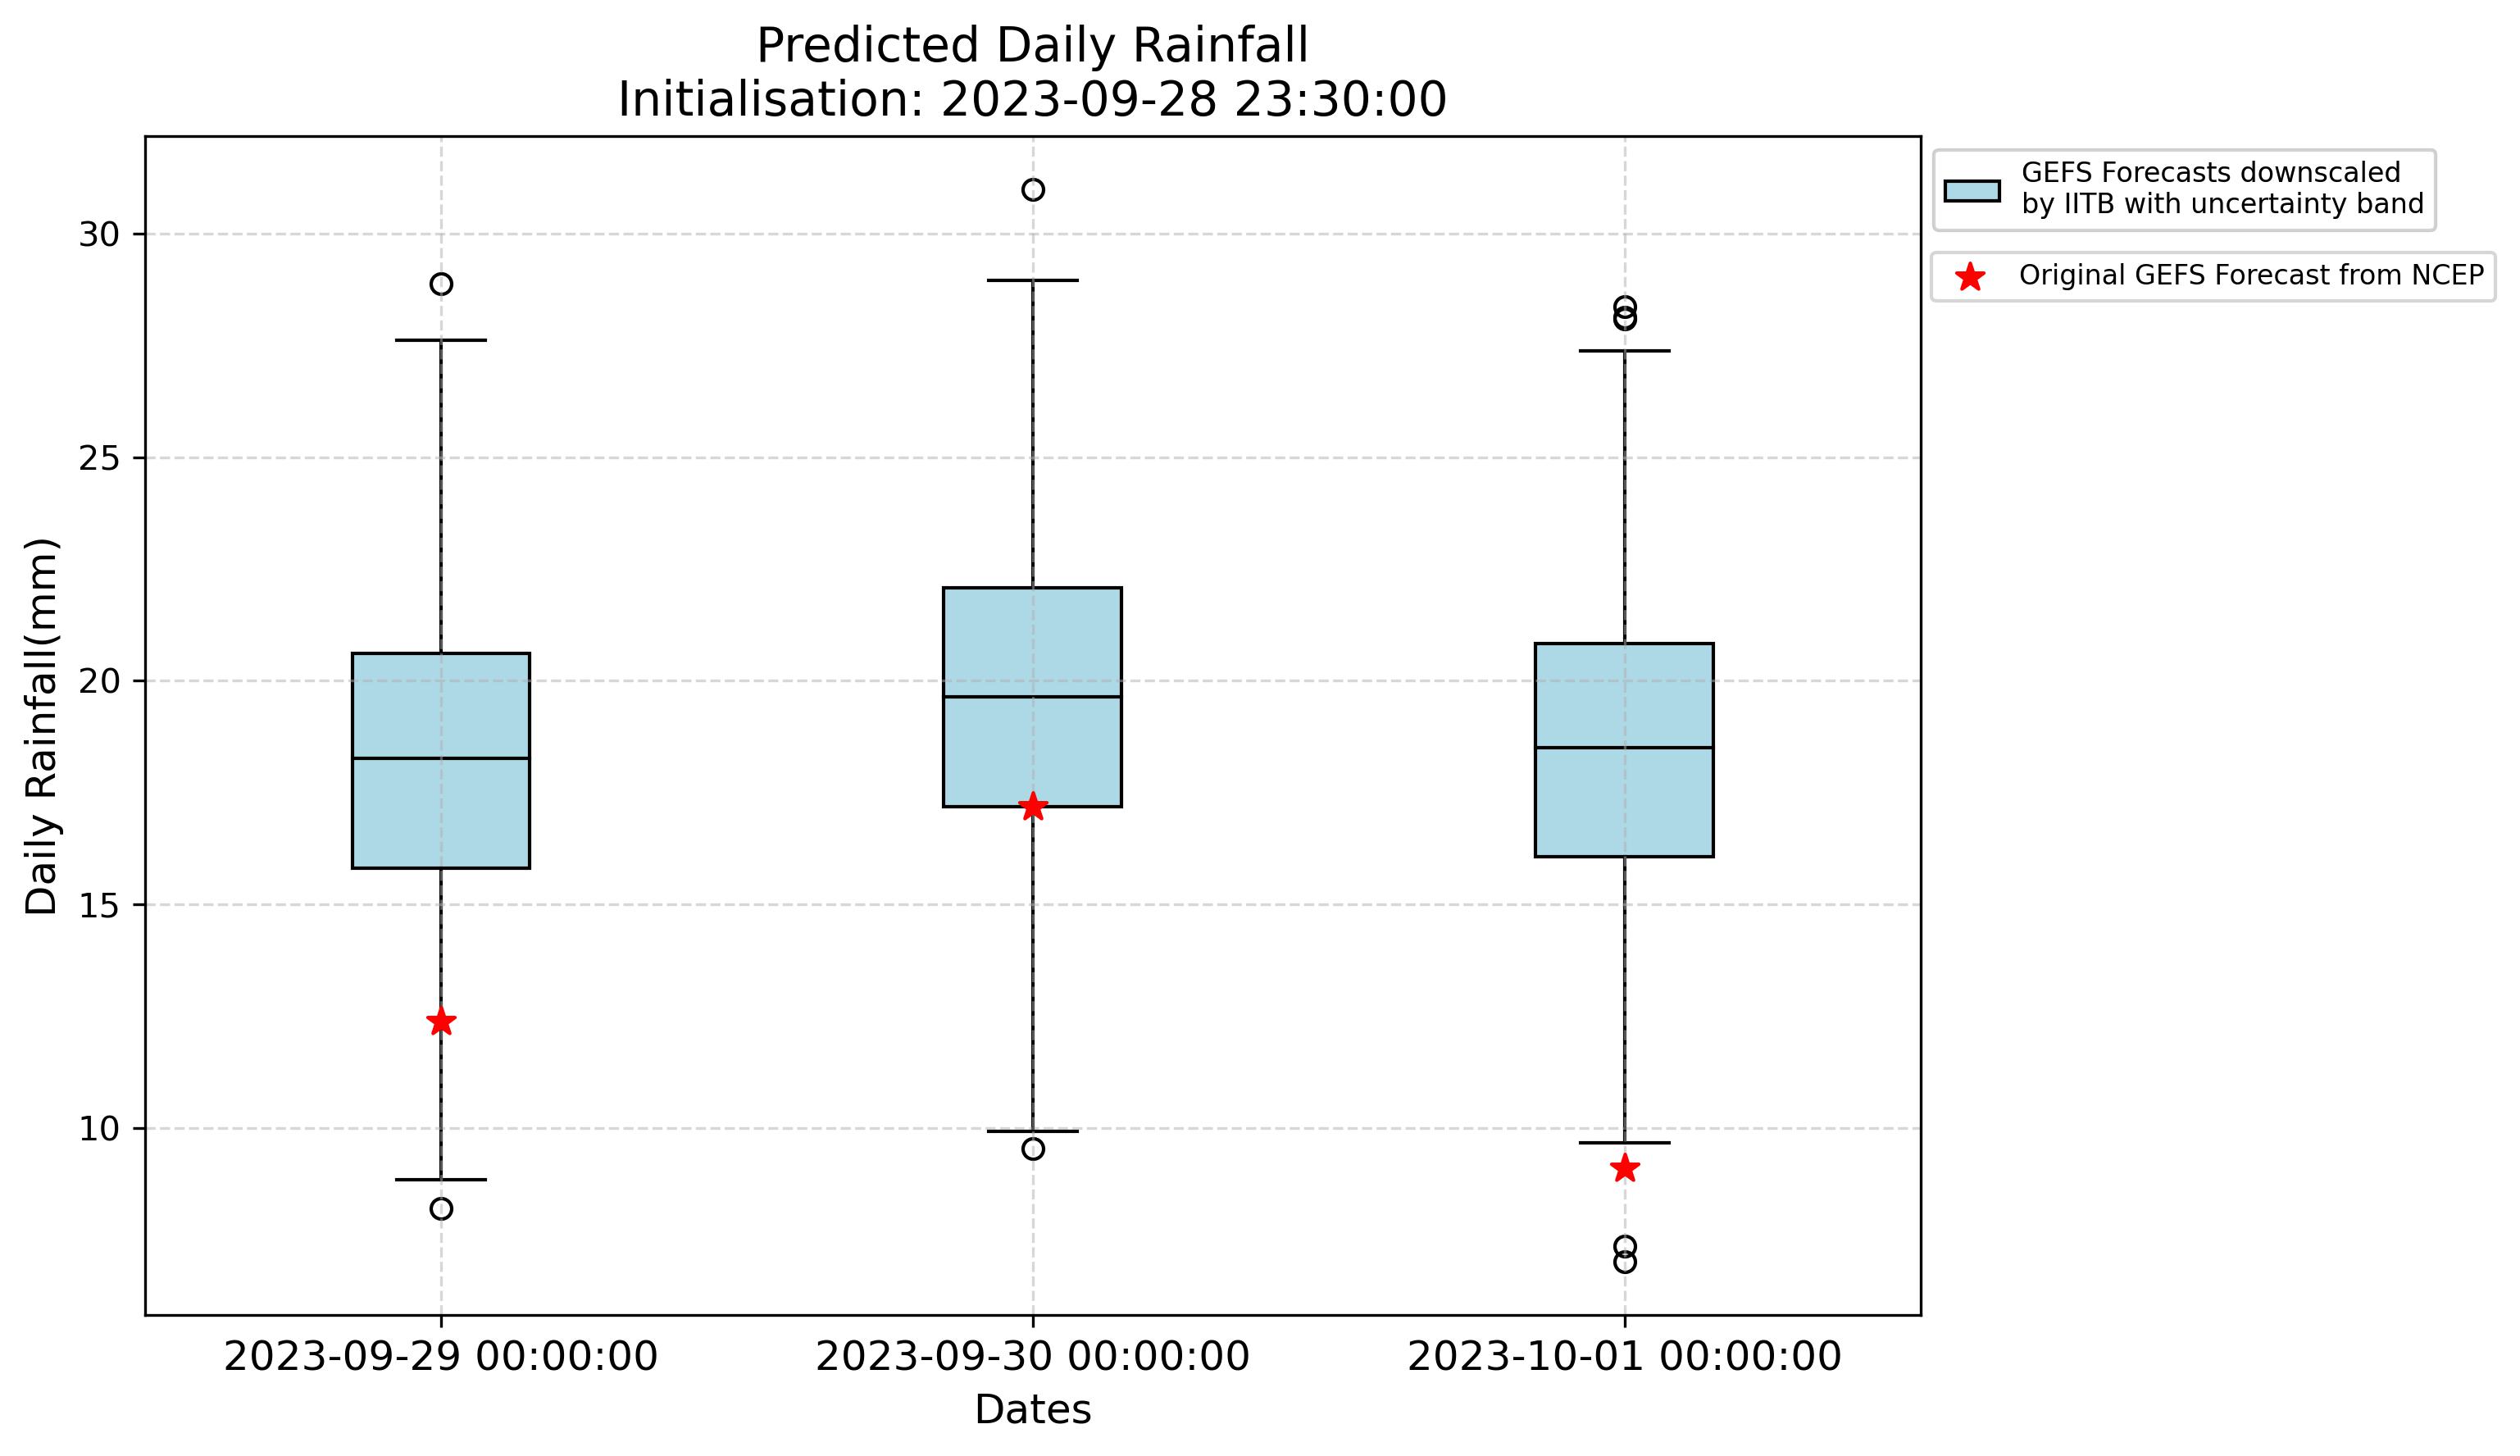 Predicted Daily Rainfall
Initialisation: 2023-09-28 23:30:00
GEFS Forecasts downscaled
by IITB with uncertainty band
Original GEFS Forecast from NCEP
Daily Rainfall(mm)
30
25
20
15
10
2023-09-29 00:00:00
2023-09-30 00:00:00
2023-10-01 00:00:00
Dates